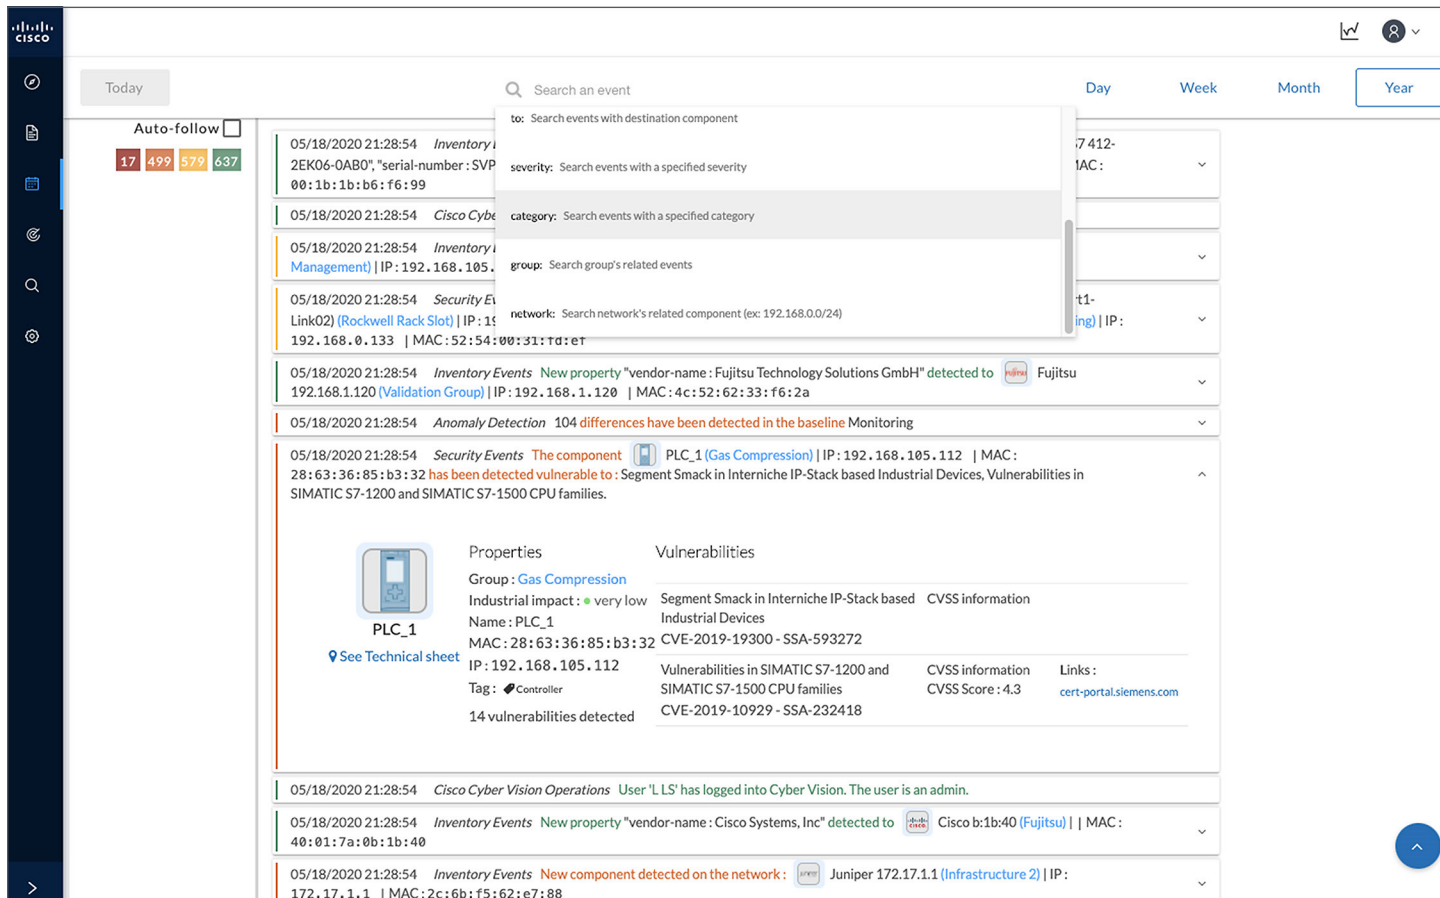 CISCO
Today
Search an event
Day
Week
Month
Year
Auto-follow
17 499 579 637
to: Search events with destination component
severity: Search events with a specified severity
category: Search events with a specified category
group: Search group's related events
network: Search network's related component (ex: 192.168.0.0/24)
05/18/2020 21:28:54 Inventory 7 412-
2EK06-0AB0", "serial-number : SVP AC :
00:1b:1b:b6:f6:99
05/18/2020 21:28:54 Cisco Cybe
05/18/2020 21:28:54 Inventory
Management) | IP : 192.168.105.
05/18/2020 21:28:54 Security Ev rt1-
Link02) (Rockwell Rack Slot) | IP : 19 ing) | IP :
192.168.0.133 | MAC : 52:54:00:31:fd:ef
05/18/2020 21:28:54 Inventory Events New property "vendor-name : Fujitsu Technology Solutions GmbH" detected to Fujitsu
192.168.1.120 (Validation Group) | IP : 192.168.1.120 | MAC : 4c:52:62:33:f6:2a
05/18/2020 21:28:54 Anomaly Detection 104 differences have been detected in the baseline Monitoring
05/18/2020 21:28:54 Security Events The component PLC_1 (Gas Compression) | IP : 192.168.105.112 | MAC :
28:63:36:85:b3:32 has been detected vulnerable to : Segment Smack in Interniche IP-Stack based Industrial Devices, Vulnerabilities in
SIMATIC S7-1200 and SIMATIC S7-1500 CPU families.
PLC_1
See Technical sheet
Properties
Group : Gas Compression
Industrial impact : very low
Name : PLC_1
MAC : 28:63:36:85:b3:32
IP : 192.168.105.112
Tag : Controller
14 vulnerabilities detected
Vulnerabilities
Segment Smack in Interniche IP-Stack based CVSS information
Industrial Devices
CVE-2019-19300 - SSA-593272
Vulnerabilities in SIMATIC S7-1200 and CVSS information Links :
SIMATIC S7-1500 CPU families CVSS Score : 4.3 cert-portal.siemens.com
CVE-2019-10929 - SSA-232418
05/18/2020 21:28:54 Cisco Cyber Vision Operations User 'L LS' has logged into Cyber Vision. The user is an admin.
05/18/2020 21:28:54 Inventory Events New property "vendor-name : Cisco Systems, Inc" detected to Cisco b:1b:40 (Fujitsu) | | MAC :
40:01:7a:0b:1b:40
05/18/2020 21:28:54 Inventory Events New component detected on the network : Juniper 172.17.1.1 (Infrastructure 2) | IP :
172.17.1.1 | MAC : 2c:6b:f5:62:e7:88